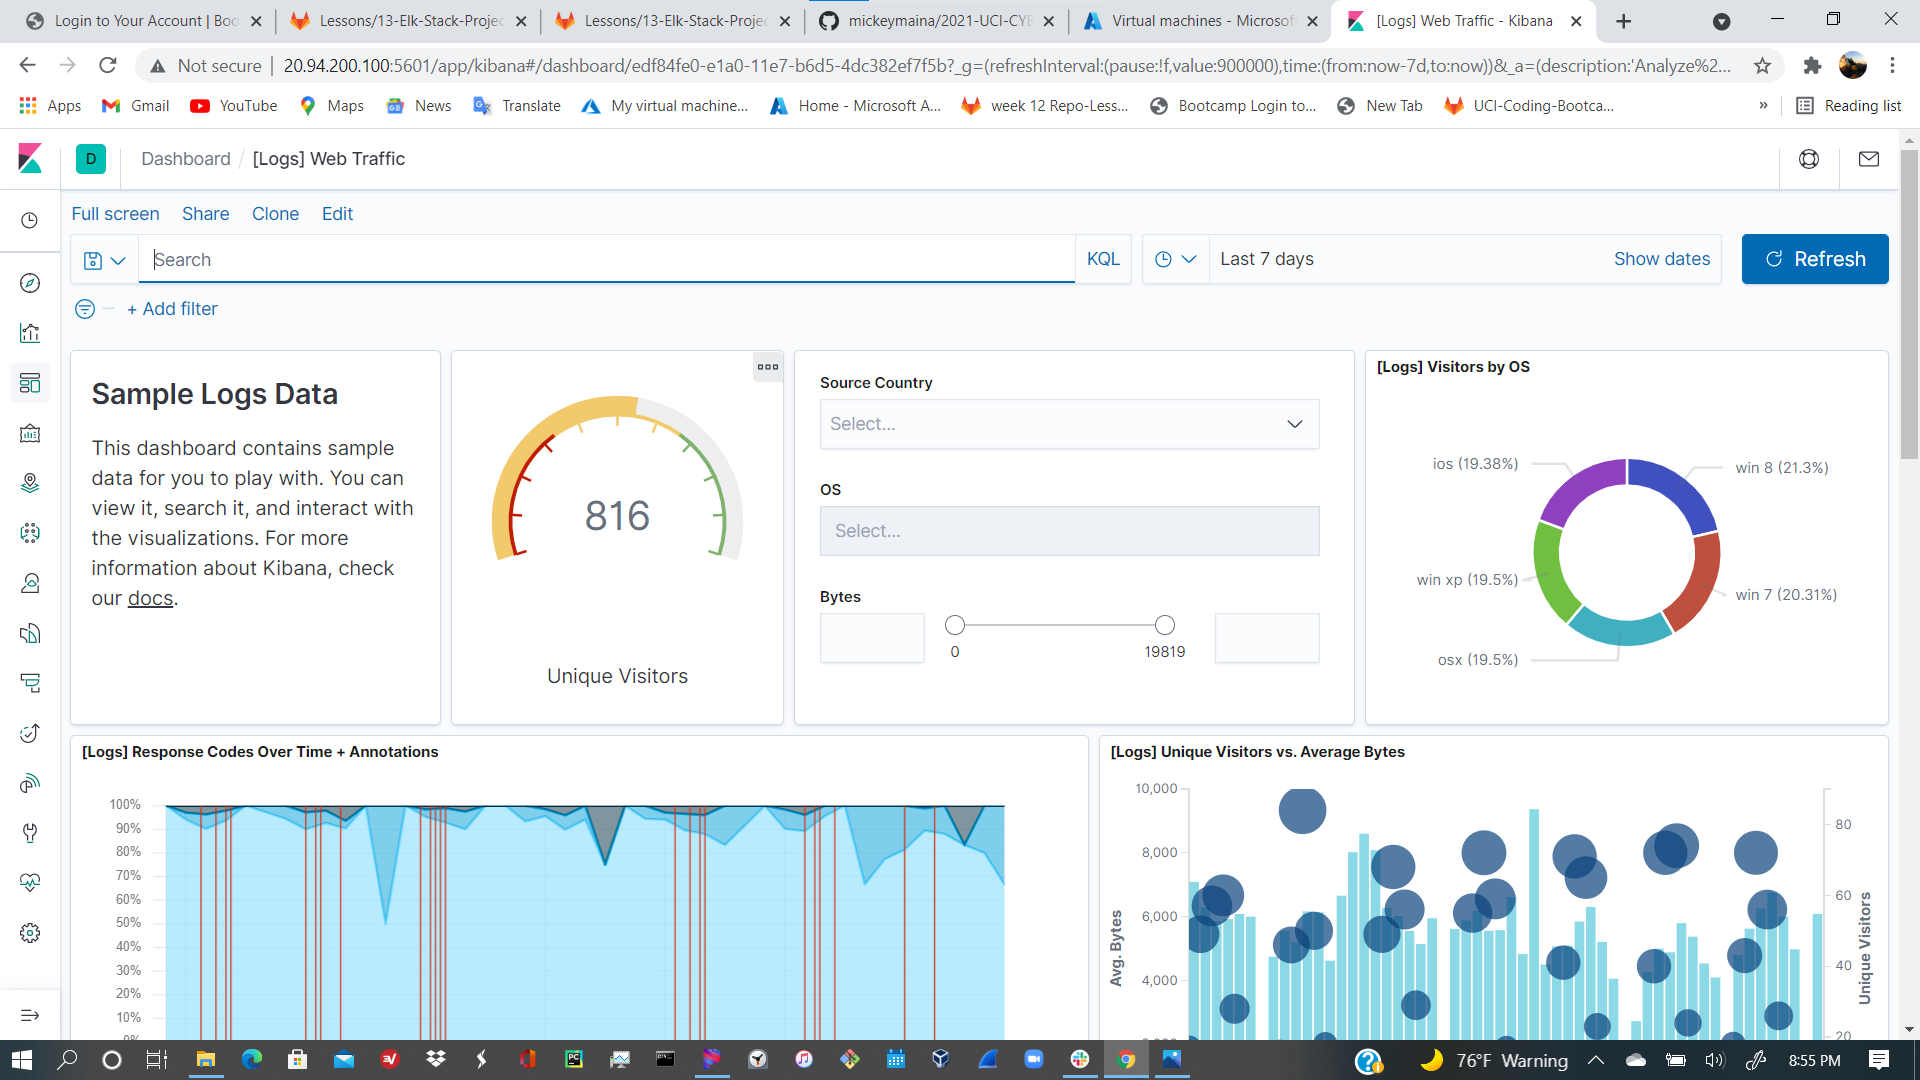 Login to Your Account | Boo
Lessons/13-Elk-Stack-Projec
Lessons/13-Elk-Stack-Projec
mickeymaina/2021-UCI-CYB
Virtual machines - Microsoft
[Logs] Web Traffic - Kibana
Not secure
20.94.200.100:5601/app/kibana#/dashboard/edf84fe0-e1a0-11e7-b6d5-4dc382ef7f5b?_g=(refreshInterval:(pause:!f,value:900000),time:(from:now-7d,to:now))&_a=(description:'Analyze%2...
Apps
Gmail
YouTube
Maps
News
Translate
My virtual machine...
Home - Microsoft A...
week 12 Repo-Less...
Bootcamp Login to...
New Tab
UCI-Coding-Bootca...
»
Reading list
D
Dashboard / [Logs] Web Traffic
Full screen
Share
Clone
Edit
Search
KQL
Last 7 days
Show dates
Refresh
+ Add filter
Sample Logs Data
This dashboard contains sample
data for you to play with. You can
view it, search it, and interact with
the visualizations. For more
information about Kibana, check
our docs.
816
Unique Visitors
Source Country
Select...
OS
Select...
Bytes
0
19819
[Logs] Visitors by OS
ios (19.38%)
win 8 (21.3%)
win xp (19.5%)
win 7 (20.31%)
osx (19.5%)
[Logs] Response Codes Over Time + Annotations
100%
90%
80%
70%
60%
50%
40%
30%
20%
10%
0%
[Logs] Unique Visitors vs. Average Bytes
10,000
8,000
6,000
4,000
Avg. Bytes
80
60
40
20
Unique Visitors
76°F Warning
8:55 PM